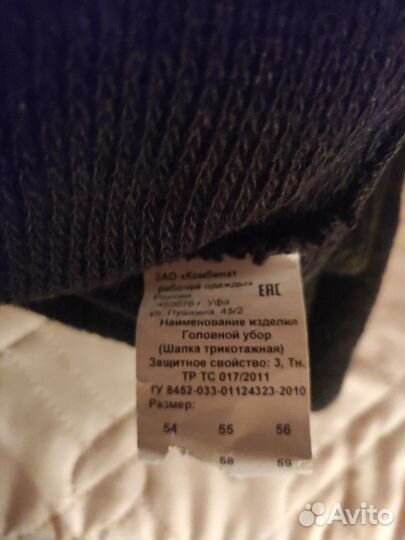 ЗАО «Комбинат
рабочей одежды»
Россия
450076 г. Уфа
ул. Пушкина, 45/2
ЕАС
Наименование изделия
Головной убор
(Шапка трикотажная)
Защитное свойство: З, Тн.
ТР ТС 017/2011
ТУ 8452-033-01124323-2010
Размер:
54 55 56
58 59
Avito